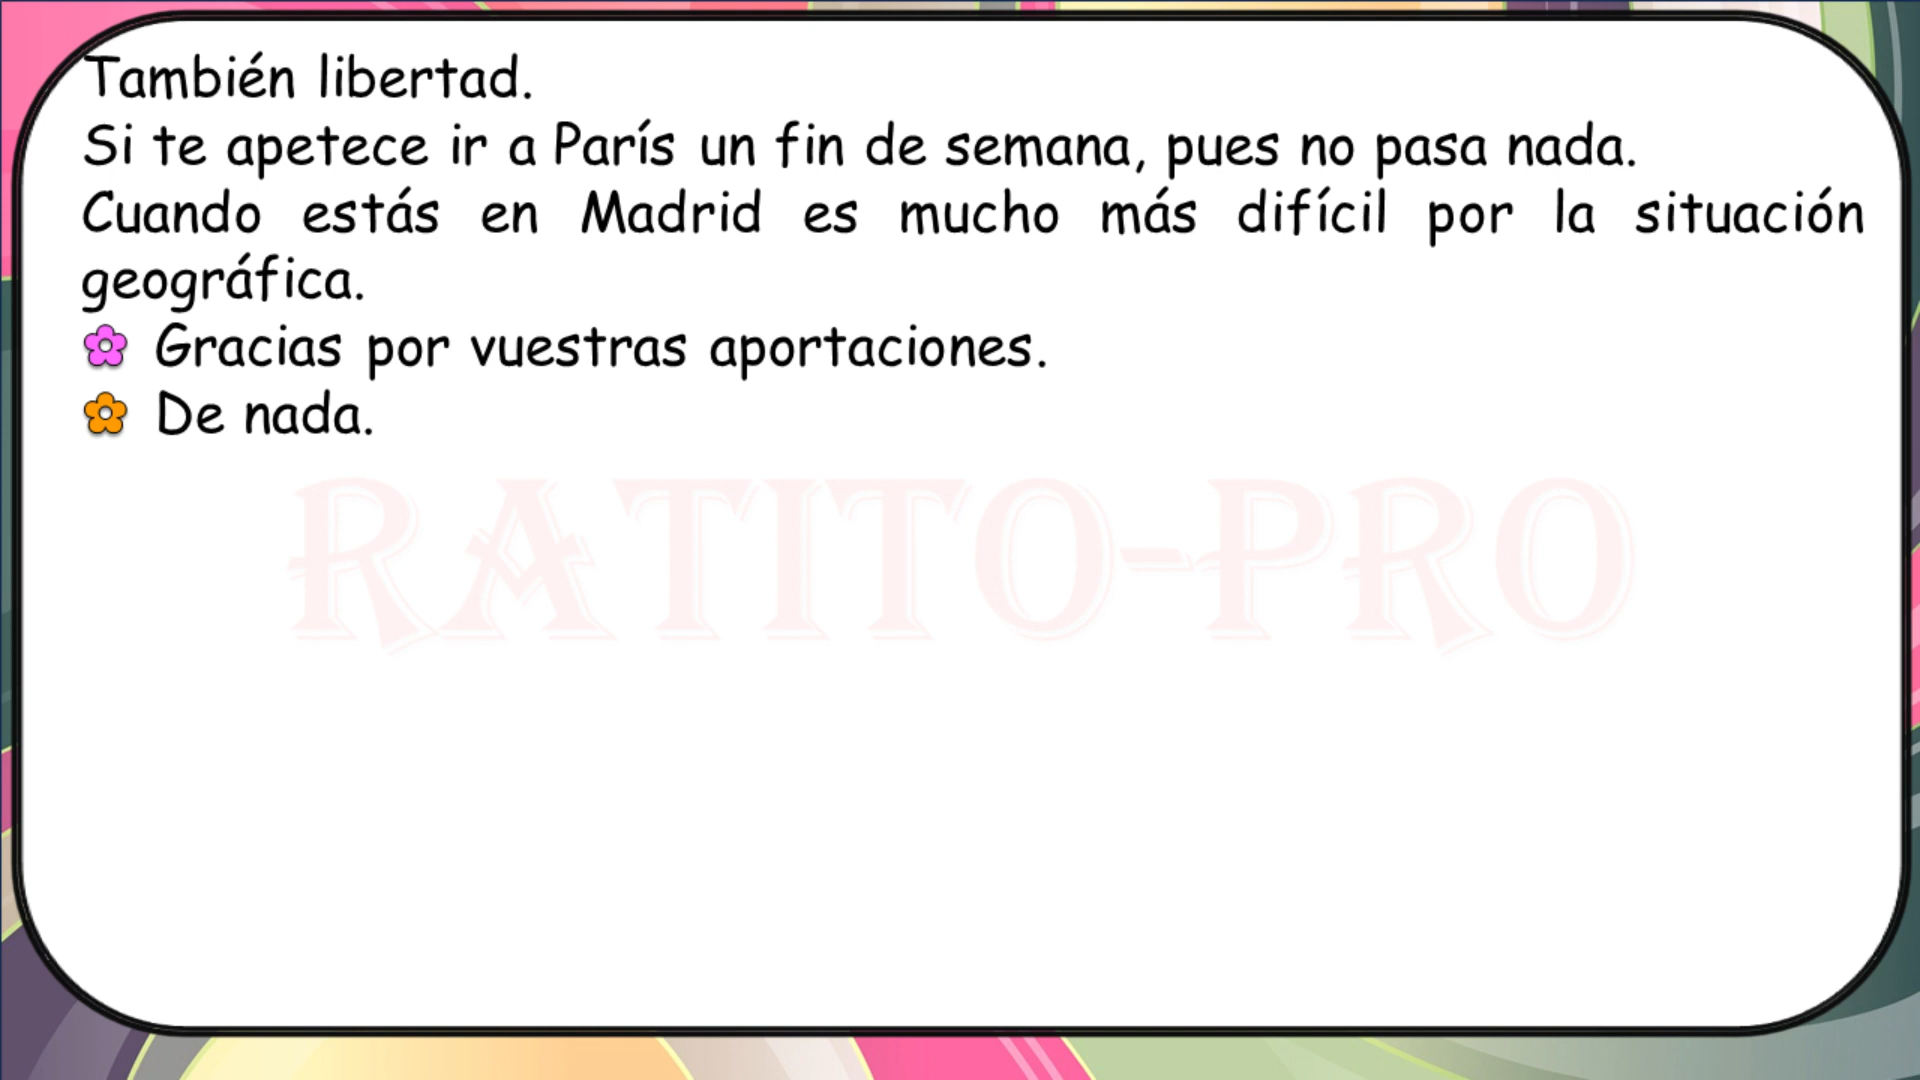 También libertad.
Si te apetece ir a París un fin de semana, pues no pasa nada.
Cuando estás en Madrid es mucho más difícil por la situación
geográfica.
Gracias por vuestras aportaciones.
De nada.
RATITO-PRO